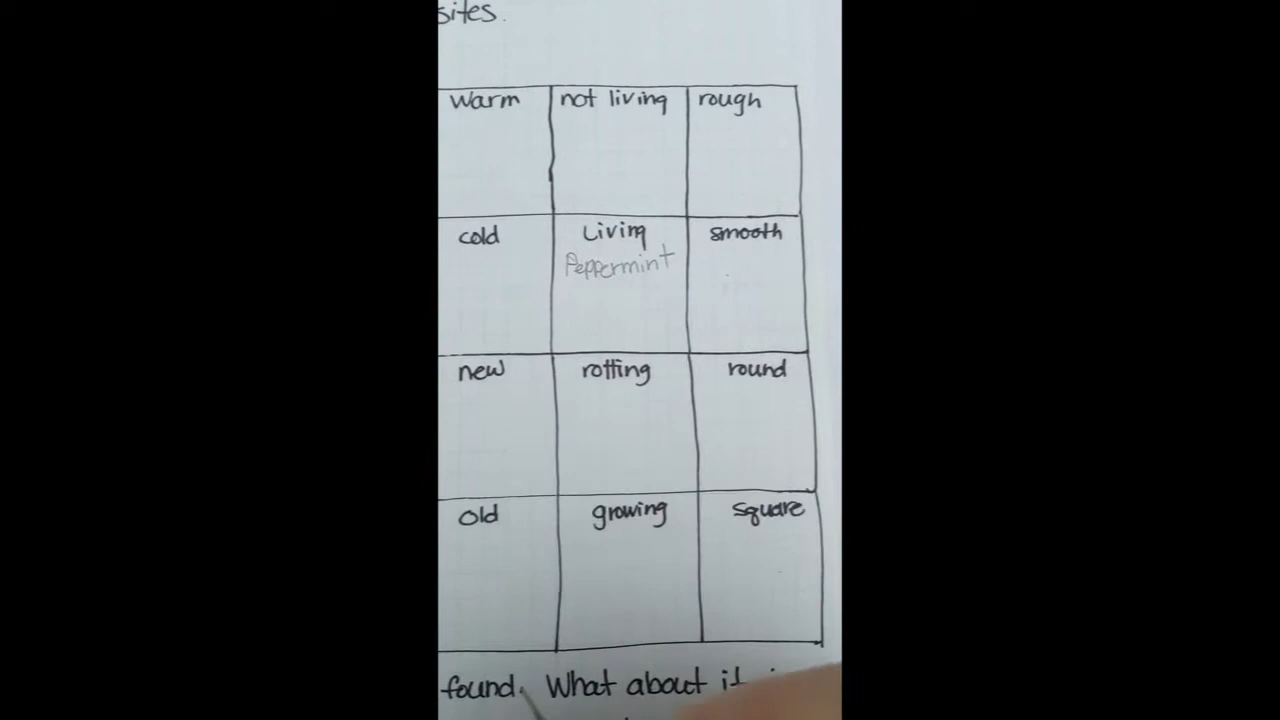 sites.
warm not living rough
cold Living smooth
Peppermint
new rotting round
old growing square
found. What about it